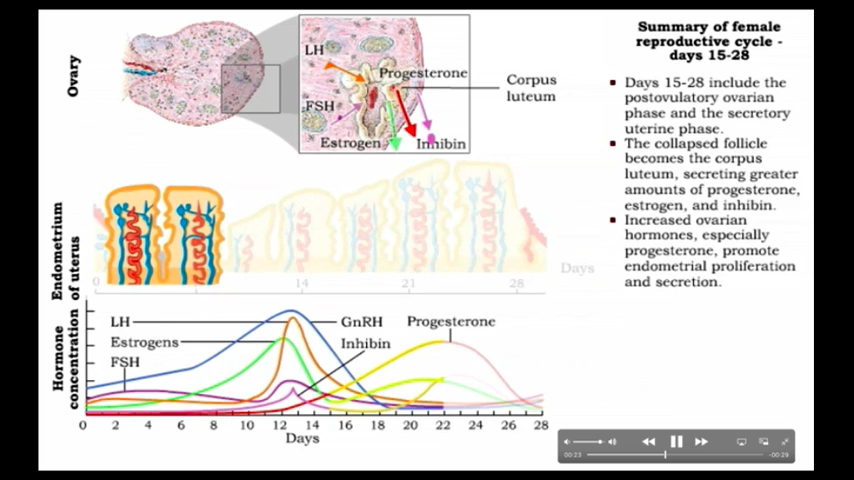 Summary of female
reproductive cycle -
days 15-28
Days 15-28 include the
postovulatory ovarian
phase and the secretory
uterine phase.
The collapsed follicle
becomes the corpus
luteum, secreting greater
amounts of progesterone,
estrogen, and inhibin.
Increased ovarian
hormones, especially
progesterone, promote
endometrial proliferation
and secretion.
Ovary
LH
Progesterone
FSH
Estrogen
Inhibin
Corpus
luteum
Endometrium
of uterus
0
14
21
28
Days
Hormone
concentration
LH
GnRH
Progesterone
Estrogens
Inhibin
FSH
0 2 4 6 8 10 12 14 16 18 20 22 24 26 28
Days
00:23
-00:29